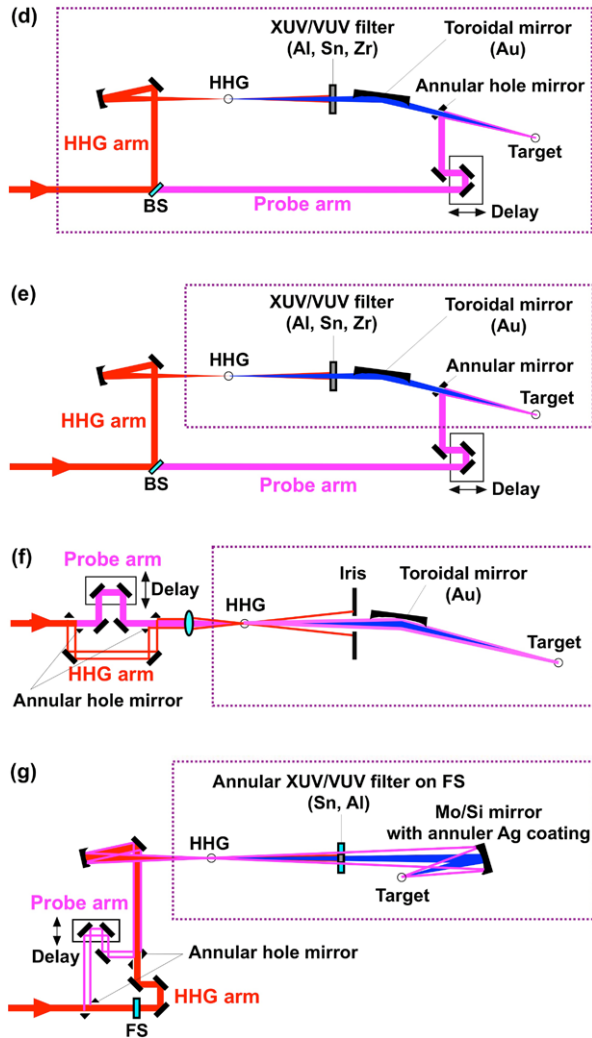 (d)
XUV/VUV filter
(Al, Sn, Zr)
Toroidal mirror
(Au)
HHG
Annular hole mirror
HHG arm
Target
BS
Probe arm
Delay
(e)
XUV/VUV filter
(Al, Sn, Zr)
Toroidal mirror
(Au)
HHG
Annular mirror
HHG arm
Target
BS
Probe arm
Delay
(f)
Probe arm
Delay
Iris
Toroidal mirror
(Au)
HHG
Target
HHG arm
Annular hole mirror
(g)
Annular XUV/VUV filter on FS
(Sn, Al)
Mo/Si mirror
with annuler Ag coating
HHG
Target
Probe arm
Delay
Annular hole mirror
HHG arm
FS